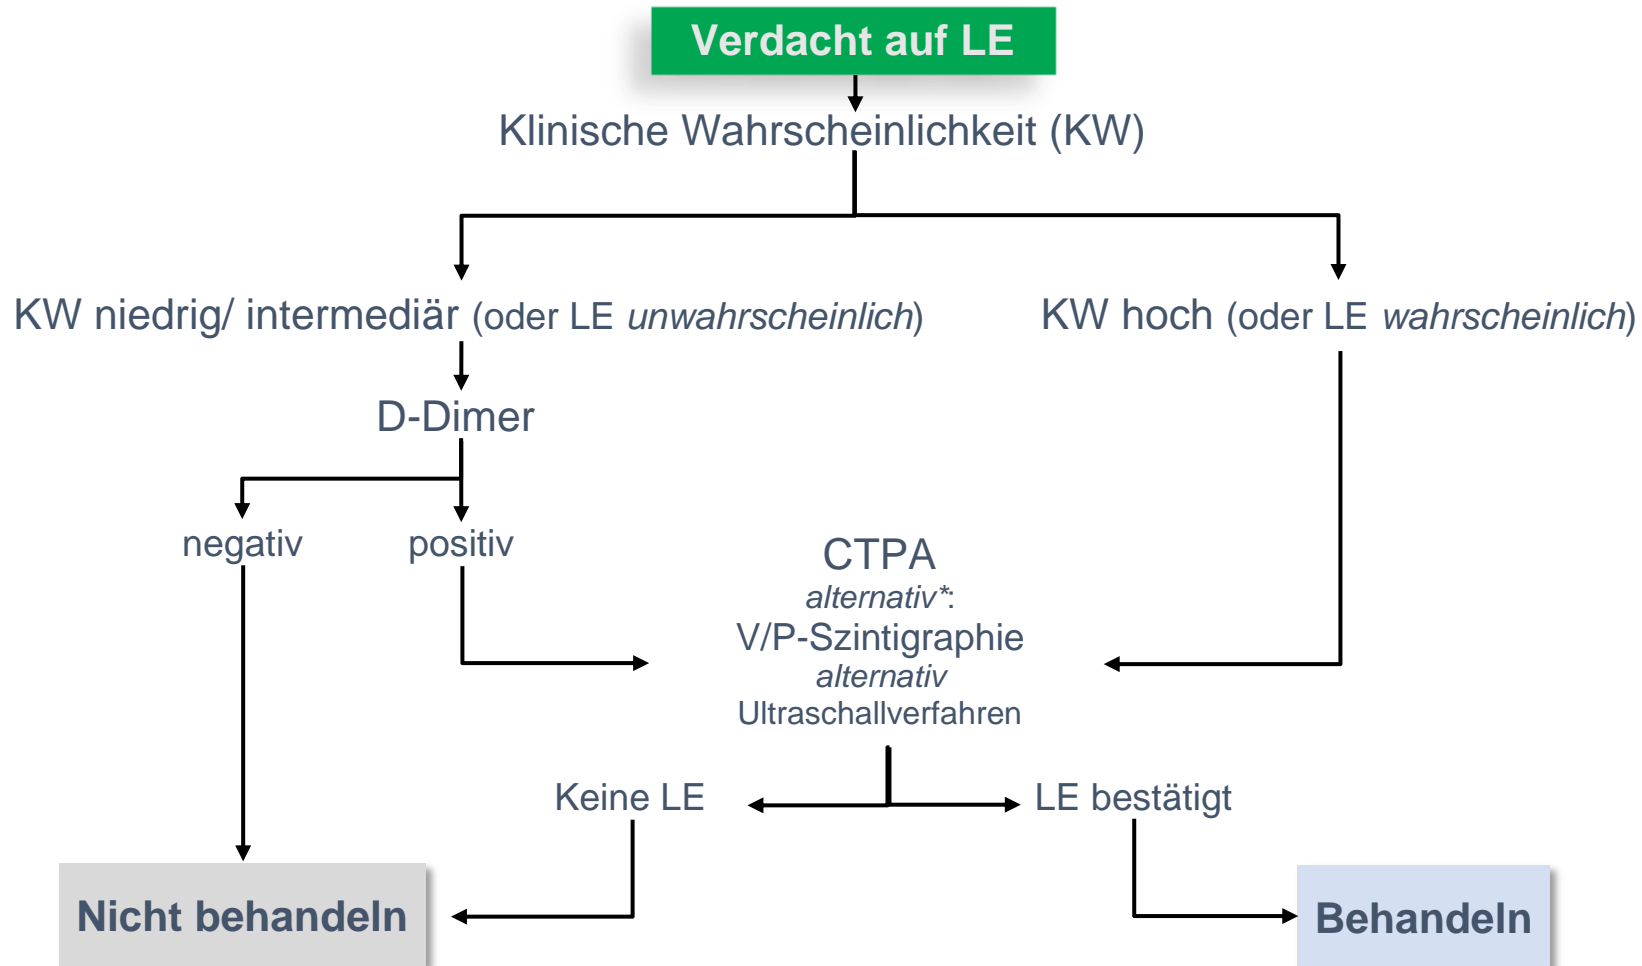 Verdacht auf LE
Klinische Wahrscheinlichkeit (KW)
KW niedrig/ intermediär (oder LE unwahrscheinlich)
KW hoch (oder LE wahrscheinlich)
D-Dimer
negativ
positiv
CTPA
alternativ*:
V/P-Szintigraphie
alternativ
Ultraschallverfahren
Keine LE
LE bestätigt
Nicht behandeln
Behandeln